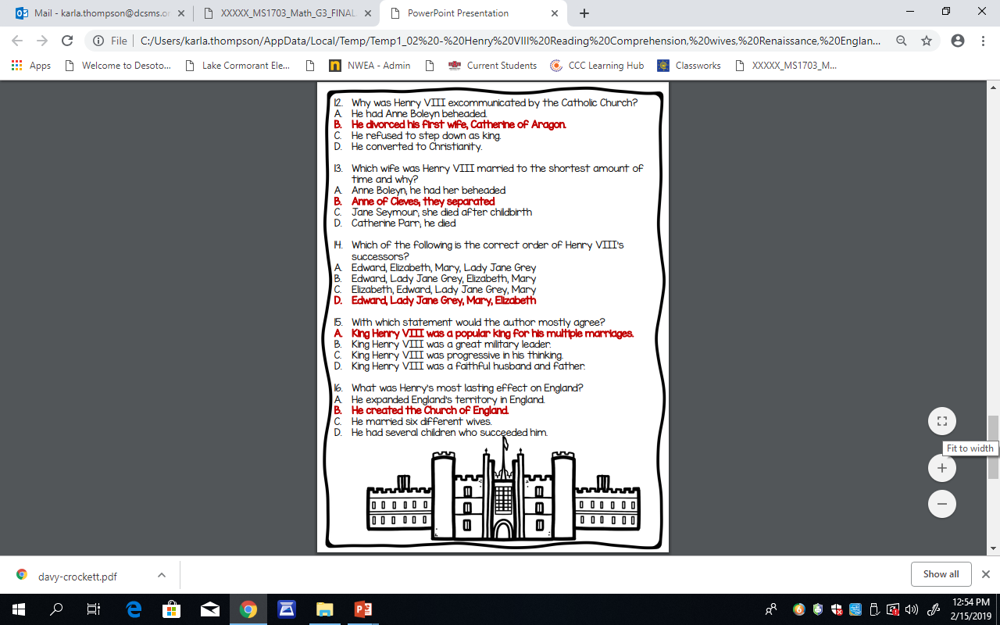 Mail - karla.thompson@dcsms.or
XXXXX_MS1703_Math_G3_FINAL.
PowerPoint Presentation
File
C:/Users/karla.thompson/AppData/Local/Temp/Temp1_02%20-%20Henry%20VIII%20Reading%20Comprehension,%20wives,%20Renaissance,%20Englan...
Apps
Welcome to Desoto...
Lake Cormorant Ele...
NWEA - Admin
Current Students
CCC Learning Hub
Classworks
XXXXX_MS1703_M...
12. Why was Henry VIII excommunicated by the Catholic Church?
A. He had Anne Boleyn beheaded.
B. He divorced his first wife, Catherine of Aragon.
C. He refused to step down as king.
D. He converted to Christianity.
13. Which wife was Henry VIII married to the shortest amount of
time and why?
A. Anne Boleyn; he had her beheaded
B. Anne of Cleves; they separated
C. Jane Seymour; she died after childbirth
D. Catherine Parr; he died
14. Which of the following is the correct order of Henry VIII's
successors?
A. Edward, Elizabeth, Mary, Lady Jane Grey
B. Edward, Lady Jane Grey, Elizabeth, Mary
C. Elizabeth, Edward, Lady Jane Grey, Mary
D. Edward, Lady Jane Grey, Mary, Elizabeth
15. With which statement would the author mostly agree?
A. King Henry VIII was a popular king for his multiple marriages.
B. King Henry VIII was a great military leader.
C. King Henry VIII was progressive in his thinking.
D. King Henry VIII was a faithful husband and father.
16. What was Henry's most lasting effect on England?
A. He expanded England's territory in England.
B. He created the Church of England.
C. He married six different wives.
D. He had several children who succeeded him.
Fit to width
davy-crockett.pdf
Show all
12:54 PM
2/15/2019